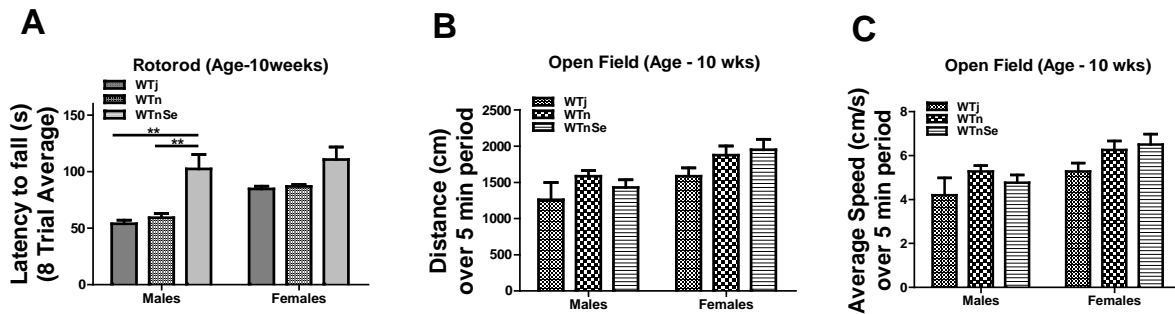 A
Rotorod (Age-10weeks)
WTj
WTn
WTnSe
Latency to fall (s)
(8 Trial Average)
150
100
50
0
**
**
Males
Females
B
Open Field (Age - 10 wks)
WTj
WTn
WTnSe
Distance (cm)
over 5 min period
2500
2000
1500
1000
500
0
Males
Females
C
Open Field (Age - 10 wks)
WTj
WTn
WTnSe
Average Speed (cm/s)
over 5 min period
8
6
4
2
0
Males
Females